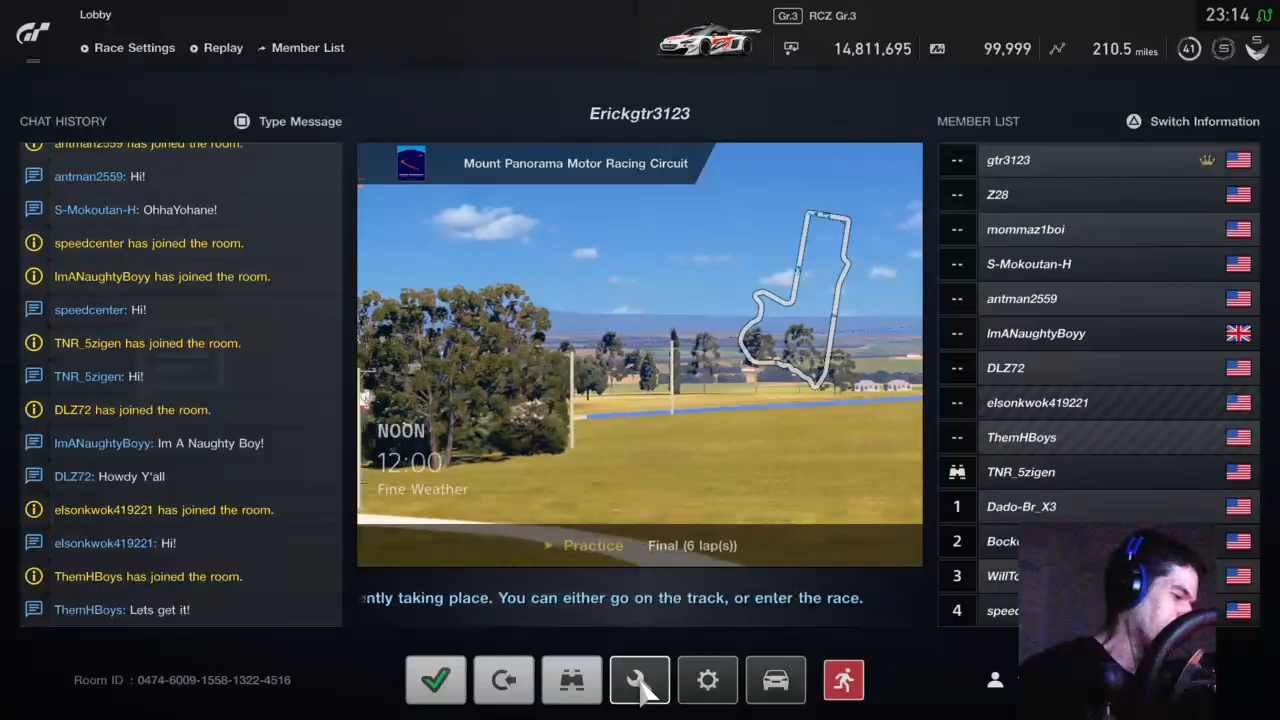 Lobby
Race Settings Replay Member List
Gr.3 RCZ Gr.3
14,811,695 99,999 210.5 miles 41 S S
23:14
CHAT HISTORY Type Message
antman2559 has joined the room.
antman2559: Hi!
S-Mokoutan-H: OhhaYohane!
speedcenter has joined the room.
ImANaughtyBoyy has joined the room.
speedcenter: Hi!
TNR_5zigen has joined the room.
TNR_5zigen: Hi!
DLZ72 has joined the room.
ImANaughtyBoyy: Im A Naughty Boy!
DLZ72: Howdy Y'all
elsonkwok419221 has joined the room.
elsonkwok419221: Hi!
ThemHBoys has joined the room.
ThemHBoys: Lets get it!
Room ID : 0474-6009-1558-1322-4516
Erickgtr3123
Mount Panorama Motor Racing Circuit
NOON
12:00
Fine Weather
Practice Final (6 lap(s))
ntly taking place. You can either go on the track, or enter the race.
MEMBER LIST Switch Information
-- gtr3123
-- Z28
-- mommaz1boi
-- S-Mokoutan-H
-- antman2559
-- ImANaughtyBoyy
-- DLZ72
-- elsonkwok419221
-- ThemHBoys
TNR_5zigen
1 Dado-Br_X3
2 Bock
3 WillT
4 spee